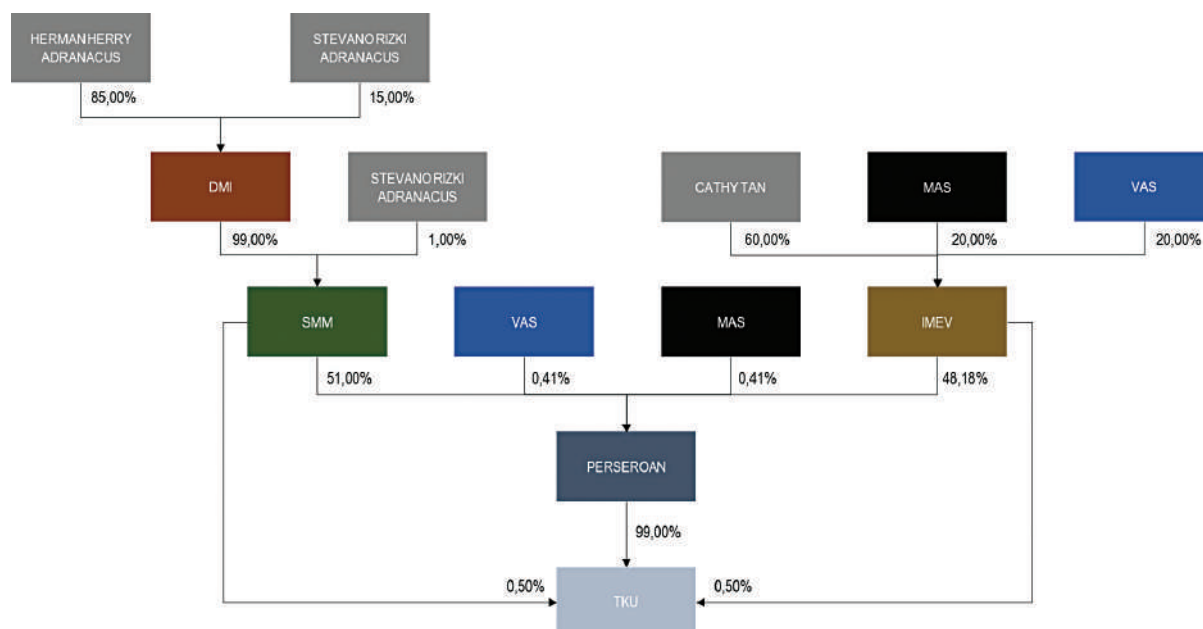 HERMAN HERRY
ADRANACUS
STEVANO RIZKI
ADRANACUS
85,00%
15,00%
DMI
STEVANO RIZKI
ADRANACUS
CATHY TAN
MAS
VAS
99,00%
1,00%
60,00%
20,00%
20,00%
SMM
VAS
MAS
IMEV
51,00%
0,41%
0,41%
48,18%
PERSEROAN
99,00%
0,50%
TKU
0,50%